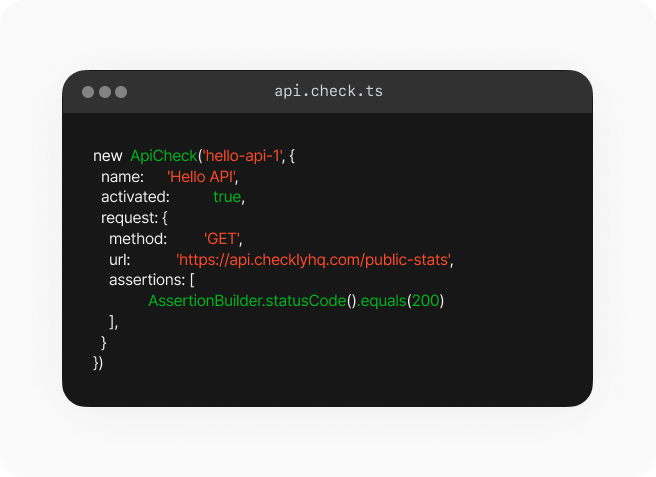 api.check.ts
new ApiCheck('hello-api-1', {
name: 'Hello API',
activated: true,
request: {
method: 'GET',
url: 'https://api.checklyhq.com/public-stats',
assertions: [
AssertionBuilder.statusCode().equals(200)
],
}
})